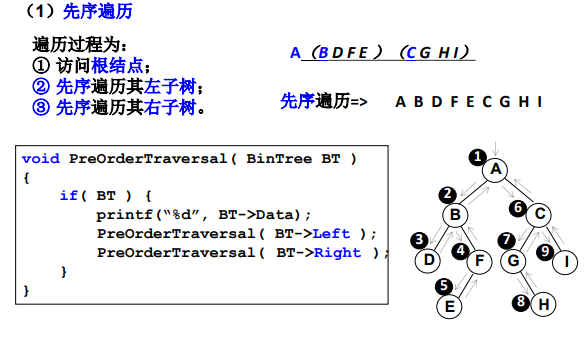 （1）先序遍历
遍历过程为:
① 访问根结点;
② 先序遍历其左子树;
③ 先序遍历其右子树。
A（B D F E ）（C G H I）
先序遍历=> A B D F E C G H I
void PreOrderTraversal( BinTree BT )
{
if( BT ) {
printf(“%d”, BT->Data);
PreOrderTraversal( BT->Left );
PreOrderTraversal( BT->Right );
}
}
1
A
2
B
6
C
3
D
4
F
7
G
9
I
5
E
8
H